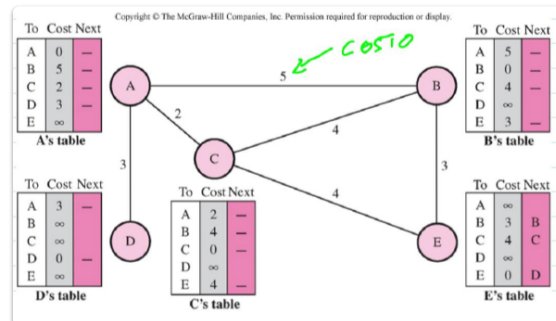 Copyright © The McGraw-Hill Companies, Inc. Permission required for reproduction or display.
To Cost Next
A 0 —
B 5 —
C 2 —
D 3 —
E ∞
A's table
COSTO
A
5
B
To Cost Next
A 5 —
B 0 —
C 4 —
D ∞
E 3 —
B's table
2
4
3
C
3
4
To Cost Next
A 3 —
B ∞
C ∞
D 0 —
E ∞
D's table
D
To Cost Next
A 2 —
B 4 —
C 0 —
D ∞
E 4 —
C's table
E
To Cost Next
A ∞
B 3 B
C 4 C
D ∞
E 0 D
E's table